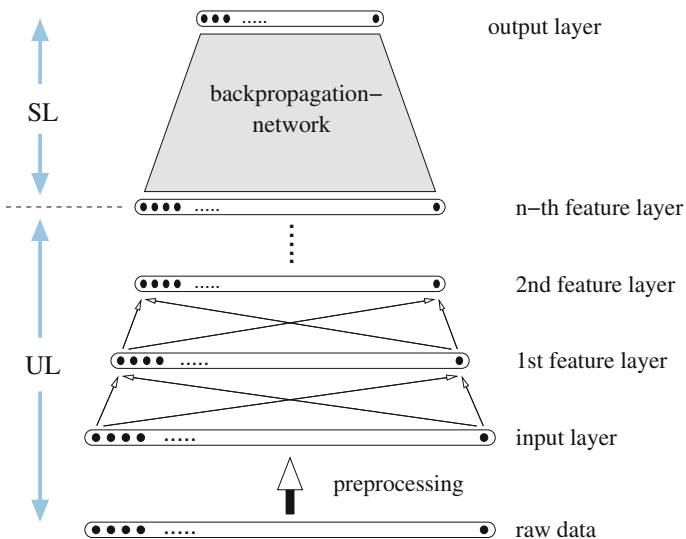 output layer
backpropagation−
network
SL
n−th feature layer
2nd feature layer
1st feature layer
UL
input layer
preprocessing
raw data